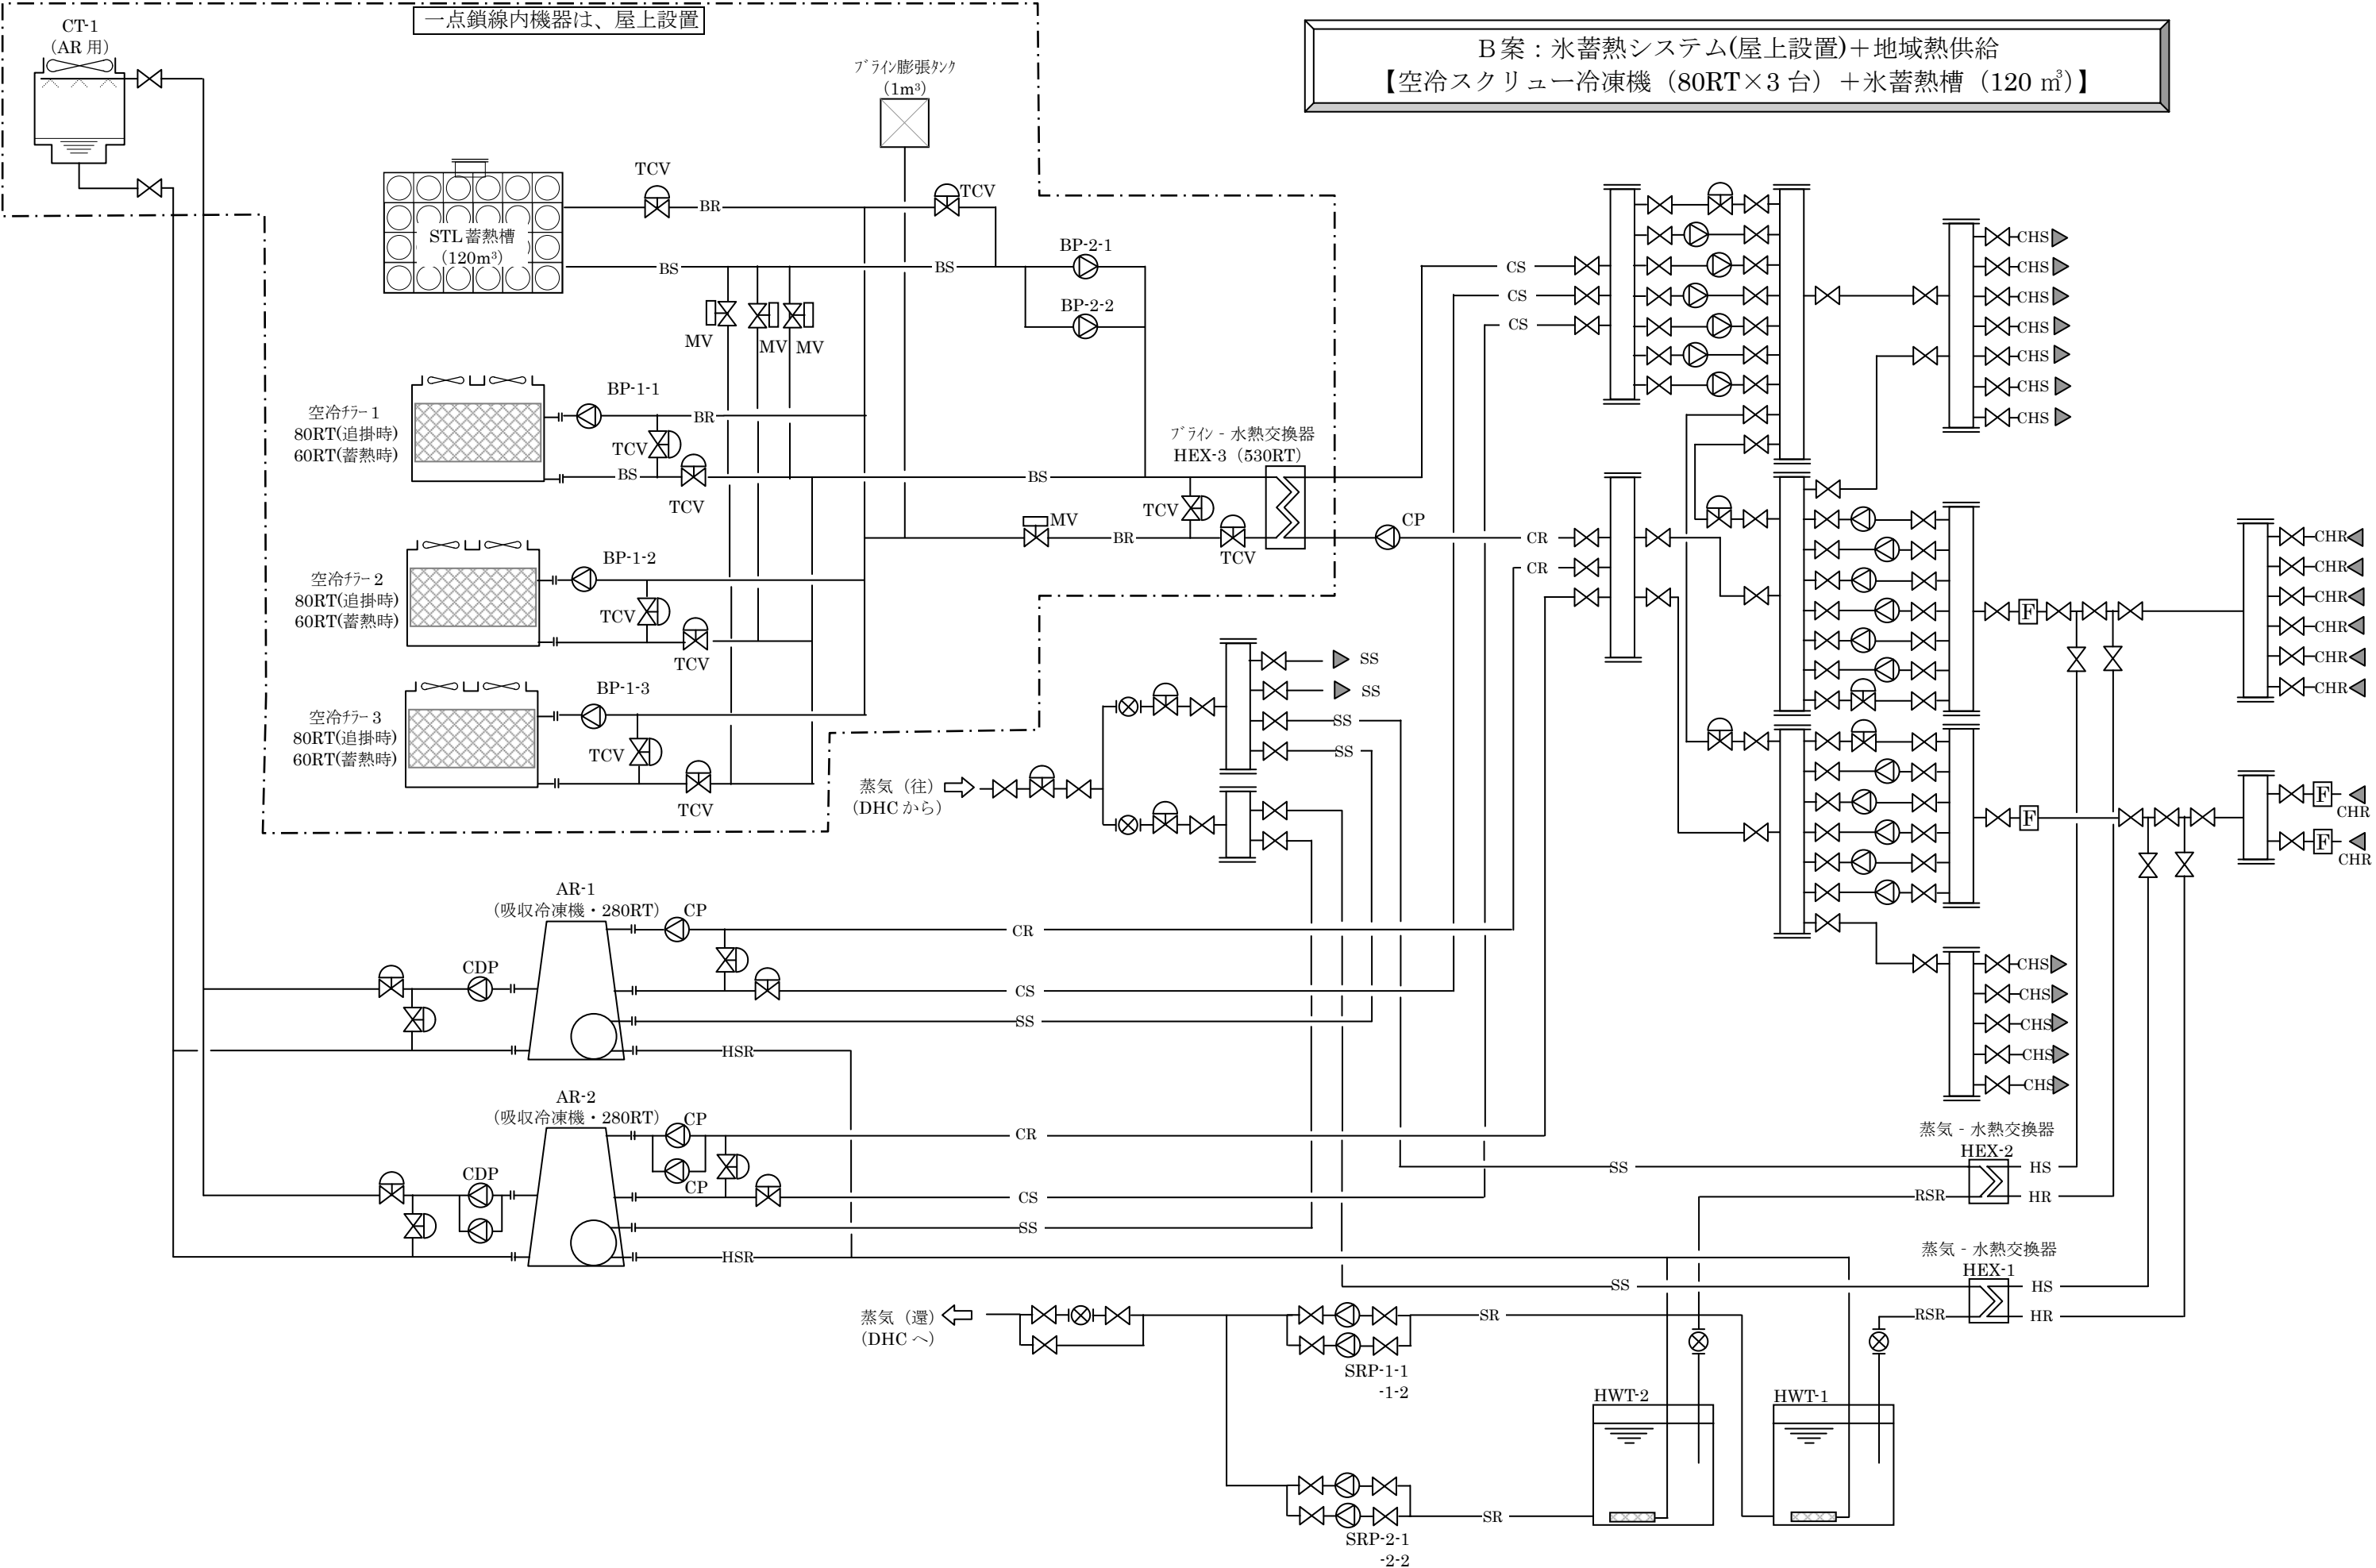 一点鎖線内機器は、屋上設置
B案：氷蓄熱システム(屋上設置)＋地域熱供給
【空冷スクリュー冷凍機（80RT×3台）＋氷蓄熱槽（120㎥）】
CT-1
（AR用）
ﾌﾞﾗｲﾝ膨張ﾀﾝｸ
（1m³）
TCV
TCV
BR
STL蓄熱槽
（120m³）
BS
BS
BP-2-1
BP-2-2
MV
MV
MV
空冷ﾁﾗｰ1
80RT(追掛時)
60RT(蓄熱時)
BP-1-1
BR
TCV
BS
TCV
BS
ﾌﾞﾗｲﾝ‐水熱交換器
HEX-3（530RT）
TCV
MV
BR
TCV
CP
空冷ﾁﾗｰ2
80RT(追掛時)
60RT(蓄熱時)
BP-1-2
TCV
TCV
空冷ﾁﾗｰ3
80RT(追掛時)
60RT(蓄熱時)
BP-1-3
TCV
TCV
CS
CS
CS
CR
CR
CHS
CHS
CHS
CHS
CHS
CHS
CHS
CHR
CHR
CHR
CHR
CHR
CHR
F
F
F
CHR
F
CHR
SS
SS
SS
SS
蒸気（往）
（DHCから）
CHS
CHS
CHS
CHS
CHS
AR-1
（吸収冷凍機・280RT）
CP
CR
CDP
CS
SS
HSR
AR-2
（吸収冷凍機・280RT）
CP
CR
CP
CDP
CS
SS
HSR
蒸気‐水熱交換器
HEX-2
SS
HS
RSR
HR
蒸気‐水熱交換器
HEX-1
SS
HS
RSR
HR
蒸気（還）
（DHCへ）
SR
SRP-1-1
-1-2
HWT-2
HWT-1
SR
SRP-2-1
-2-2